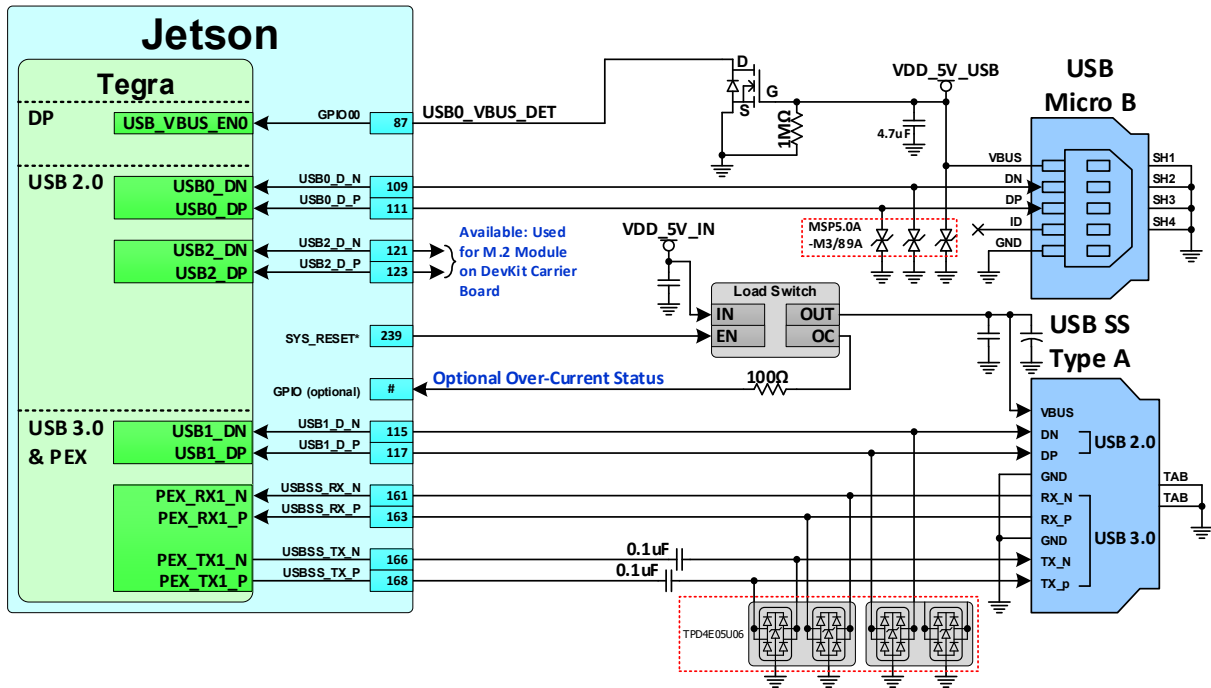 Jetson
Tegra
DP
USB_VBUS_EN0
GPIO00
87
USB0_VBUS_DET
D
G
S
1MΩ
VDD_5V_USB
4.7uF
USB
Micro B
VBUS
DN
DP
ID
GND
SH1
SH2
SH3
SH4
USB 2.0
USB0_DN
USB0_D_N
109
USB0_DP
USB0_D_P
111
MSP5.0A
-M3/89A
USB2_DN
USB2_D_N
121
USB2_DP
USB2_D_P
123
Available: Used
for M.2 Module
on DevKit Carrier
Board
VDD_5V_IN
Load Switch
IN
OUT
EN
OC
SYS_RESET*
239
GPIO (optional)
#
Optional Over-Current Status
100Ω
USB SS
Type A
USB 3.0
& PEX
USB1_DN
USB1_D_N
115
USB1_DP
USB1_D_P
117
PEX_RX1_N
USBSS_RX_N
161
PEX_RX1_P
USBSS_RX_P
163
PEX_TX1_N
USBSS_TX_N
166
PEX_TX1_P
USBSS_TX_P
168
0.1uF
0.1uF
VBUS
DN
DP
USB 2.0
GND
RX_N
RX_P
GND
TX_N
TX_p
USB 3.0
TAB
TAB
TPD4E05U06